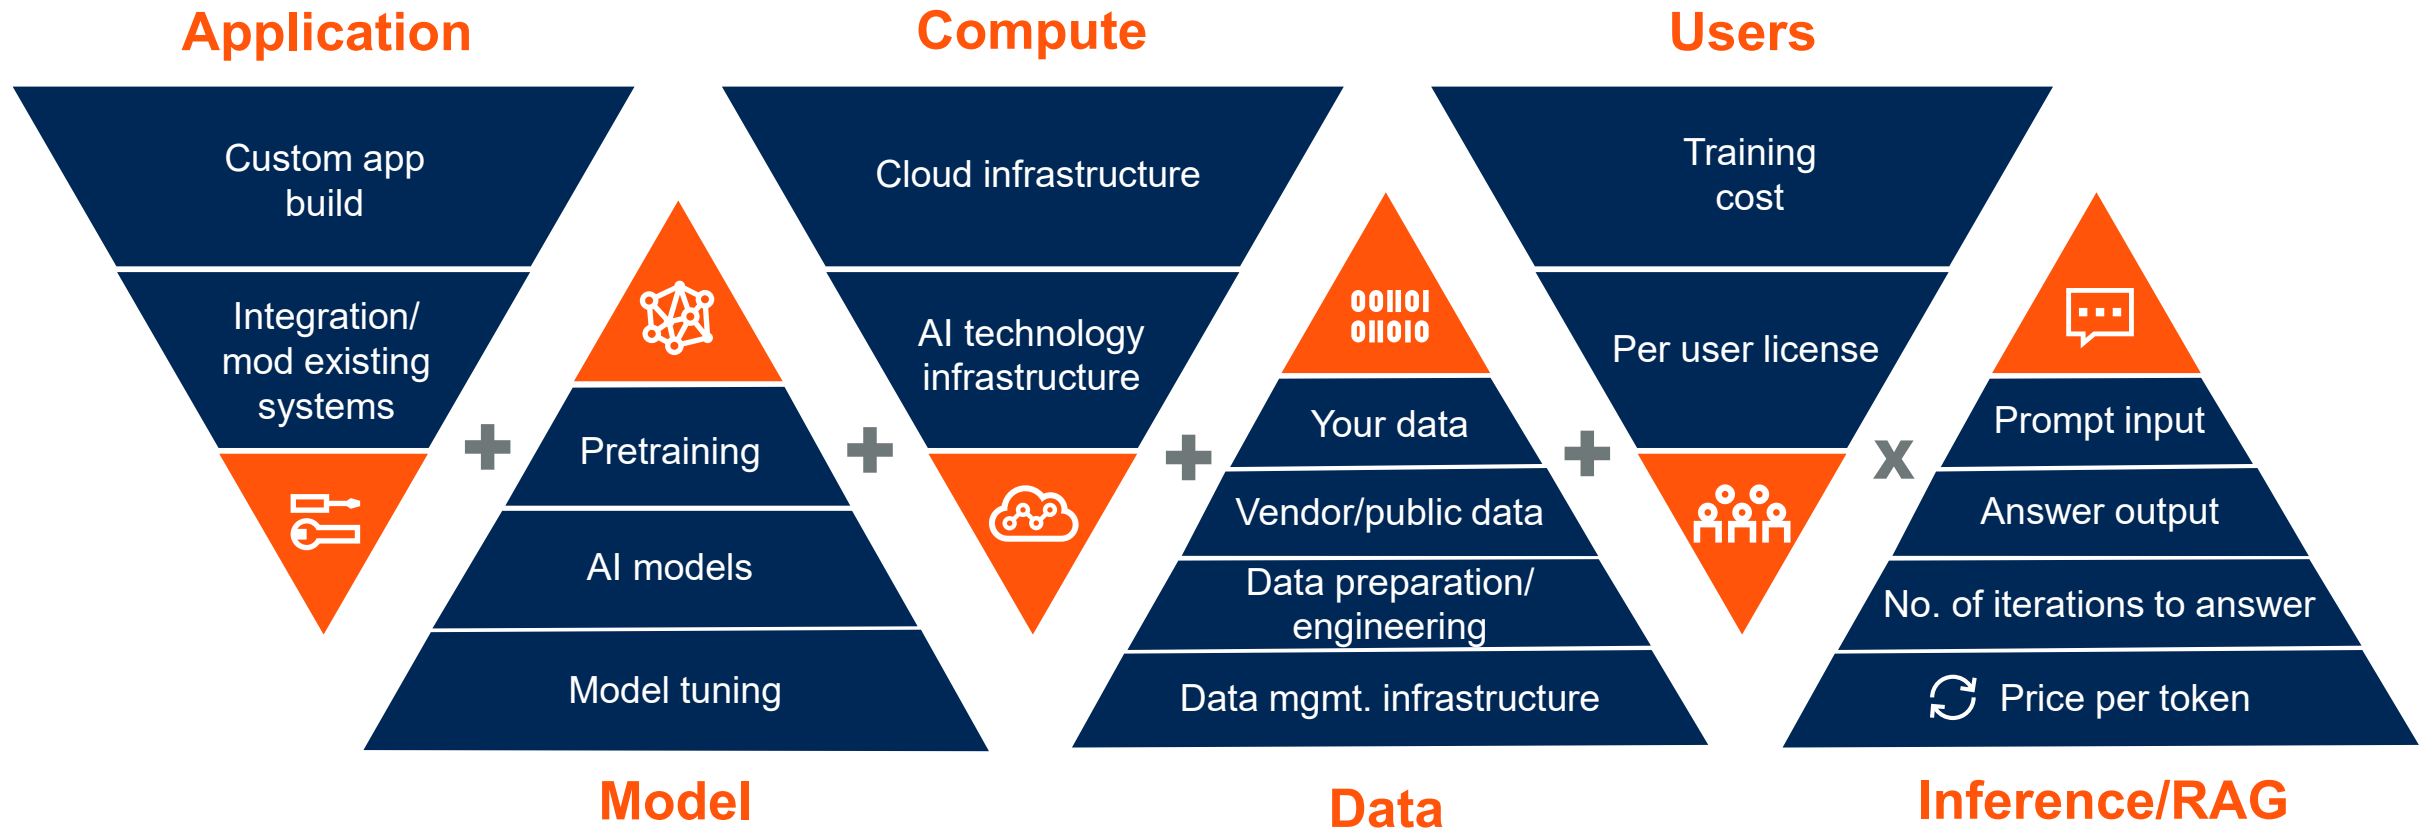 Application
Custom app
build
Integration/
mod existing
systems
+
Model
Pretraining
AI models
Model tuning
+
Compute
Cloud infrastructure
AI technology
infrastructure
+
Data
001101
011010
Your data
Vendor/public data
Data preparation/
engineering
Data mgmt. infrastructure
+
Users
Training
cost
Per user license
x
Inference/RAG
Prompt input
Answer output
No. of iterations to answer
Price per token